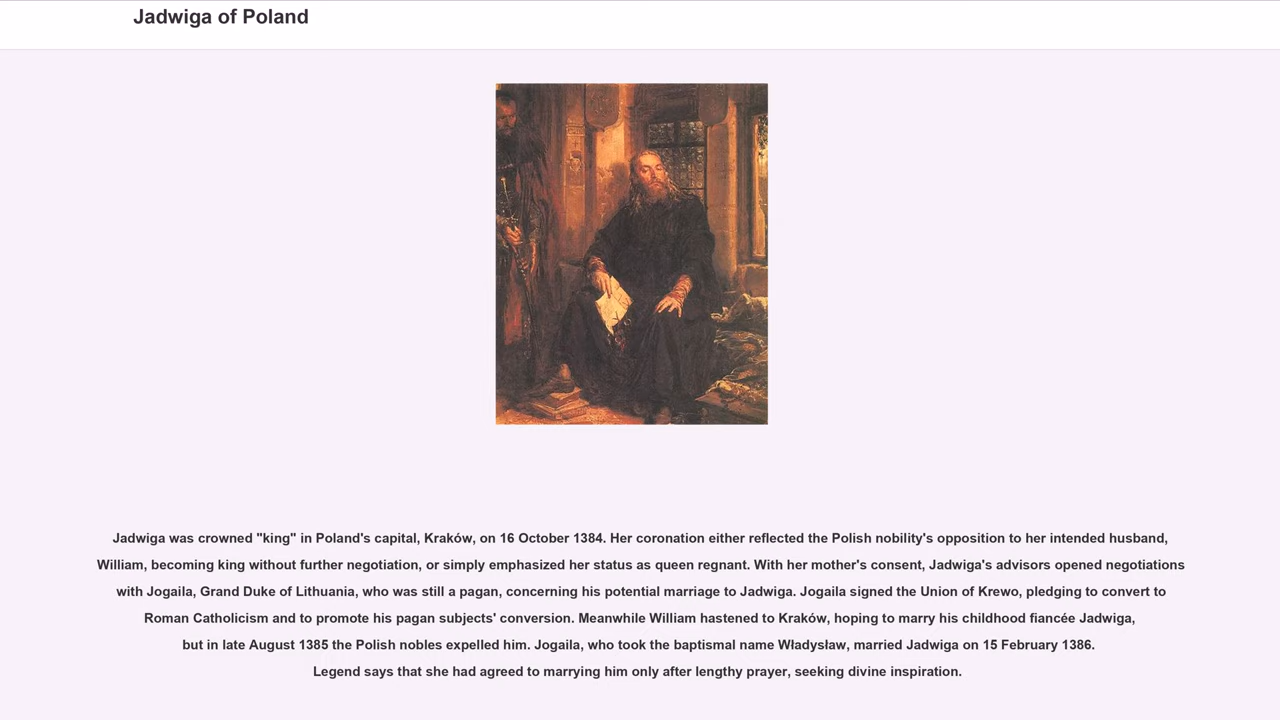 Jadwiga of Poland
Jadwiga was crowned "king" in Poland's capital, Kraków, on 16 October 1384. Her coronation either reflected the Polish nobility's opposition to her intended husband,
William, becoming king without further negotiation, or simply emphasized her status as queen regnant. With her mother's consent, Jadwiga's advisors opened negotiations
with Jogaila, Grand Duke of Lithuania, who was still a pagan, concerning his potential marriage to Jadwiga. Jogaila signed the Union of Krewo, pledging to convert to
Roman Catholicism and to promote his pagan subjects' conversion. Meanwhile William hastened to Kraków, hoping to marry his childhood fiancée Jadwiga,
but in late August 1385 the Polish nobles expelled him. Jogaila, who took the baptismal name Władysław, married Jadwiga on 15 February 1386.
Legend says that she had agreed to marrying him only after lengthy prayer, seeking divine inspiration.